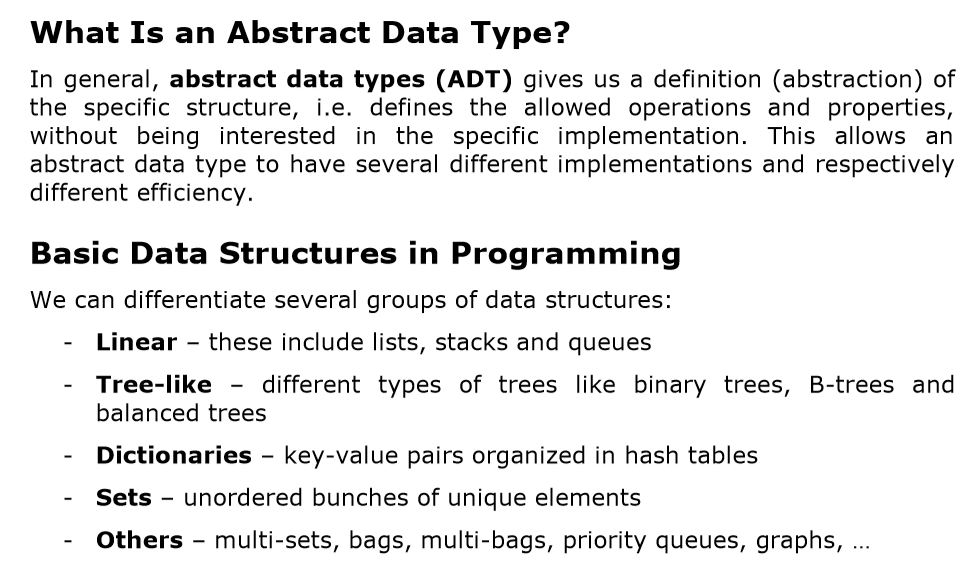 What Is an Abstract Data Type?
In general, abstract data types (ADT) gives us a definition (abstraction) of
the specific structure, i.e. defines the allowed operations and properties,
without being interested in the specific implementation. This allows an
abstract data type to have several different implementations and respectively
different efficiency.
Basic Data Structures in Programming
We can differentiate several groups of data structures:
- Linear – these include lists, stacks and queues
- Tree-like – different types of trees like binary trees, B-trees and
balanced trees
- Dictionaries – key-value pairs organized in hash tables
- Sets – unordered bunches of unique elements
- Others – multi-sets, bags, multi-bags, priority queues, graphs, …